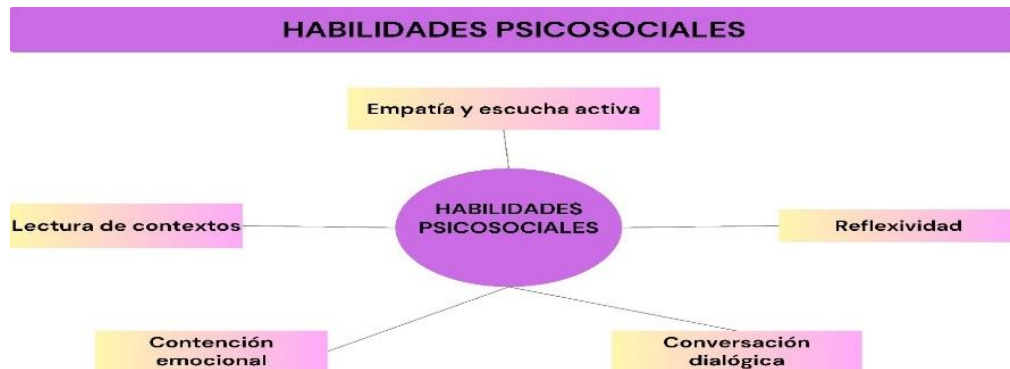 HABILIDADES PSICOSOCIALES
Empatía y escucha activa
HABILIDADES
PSICOSOCIALES
Lectura de contextos
Reflexividad
Contención
emocional
Conversación
dialógica